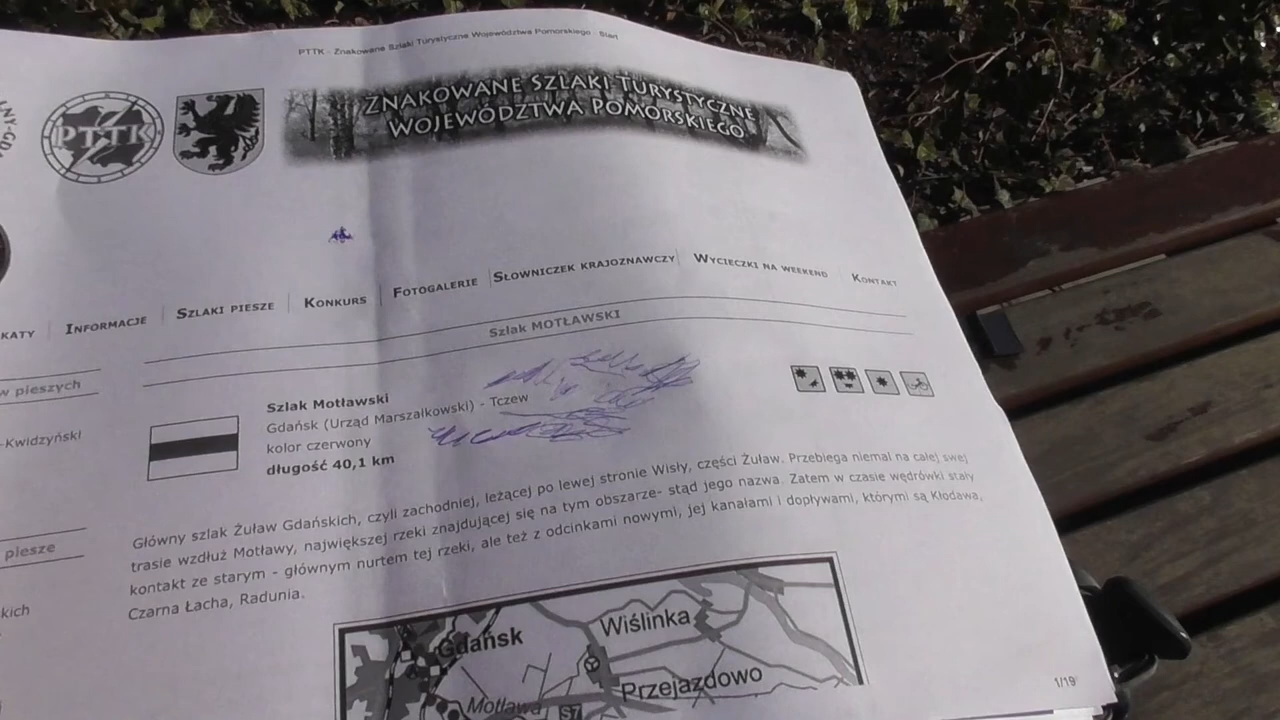 PTTK - Znakowane Szlaki Turystyczne Województwa Pomorskiego - Start
PTTK
ZNAKOWANE SZLAKI TURYSTYCZNE
WOJEWÓDZTWA POMORSKIEGO
KATY INFORMACJE SZLAKI PIESZE KONKURS FOTOGALERIE SŁOWNICZEK KRAJOZNAWCZY WYCIECZKI NA WEEKEND KONTAKT
Szlak MOTŁAWSKI
w pieszych
-Kwidzyński
piesze
kich
Szlak Motławski
Gdańsk (Urząd Marszałkowski) - Tczew
kolor czerwony
długość 40,1 km
Główny szlak Żuław Gdańskich, czyli zachodniej, leżącej po lewej stronie Wisły, części Żuław. Przebiega niemal na całej swej
trasie wzdłuż Motławy, największej rzeki znajdującej się na tym obszarze- stąd jego nazwa. Zatem w czasie wędrówki stały
kontakt ze starym - głównym nurtem tej rzeki, ale też z odcinkami nowymi, jej kanałami i dopływami, którymi są Kłodawa,
Czarna Łacha, Radunia.
Gdańsk
Wiślinka
Przejazdowo
Motława
S7
1/19